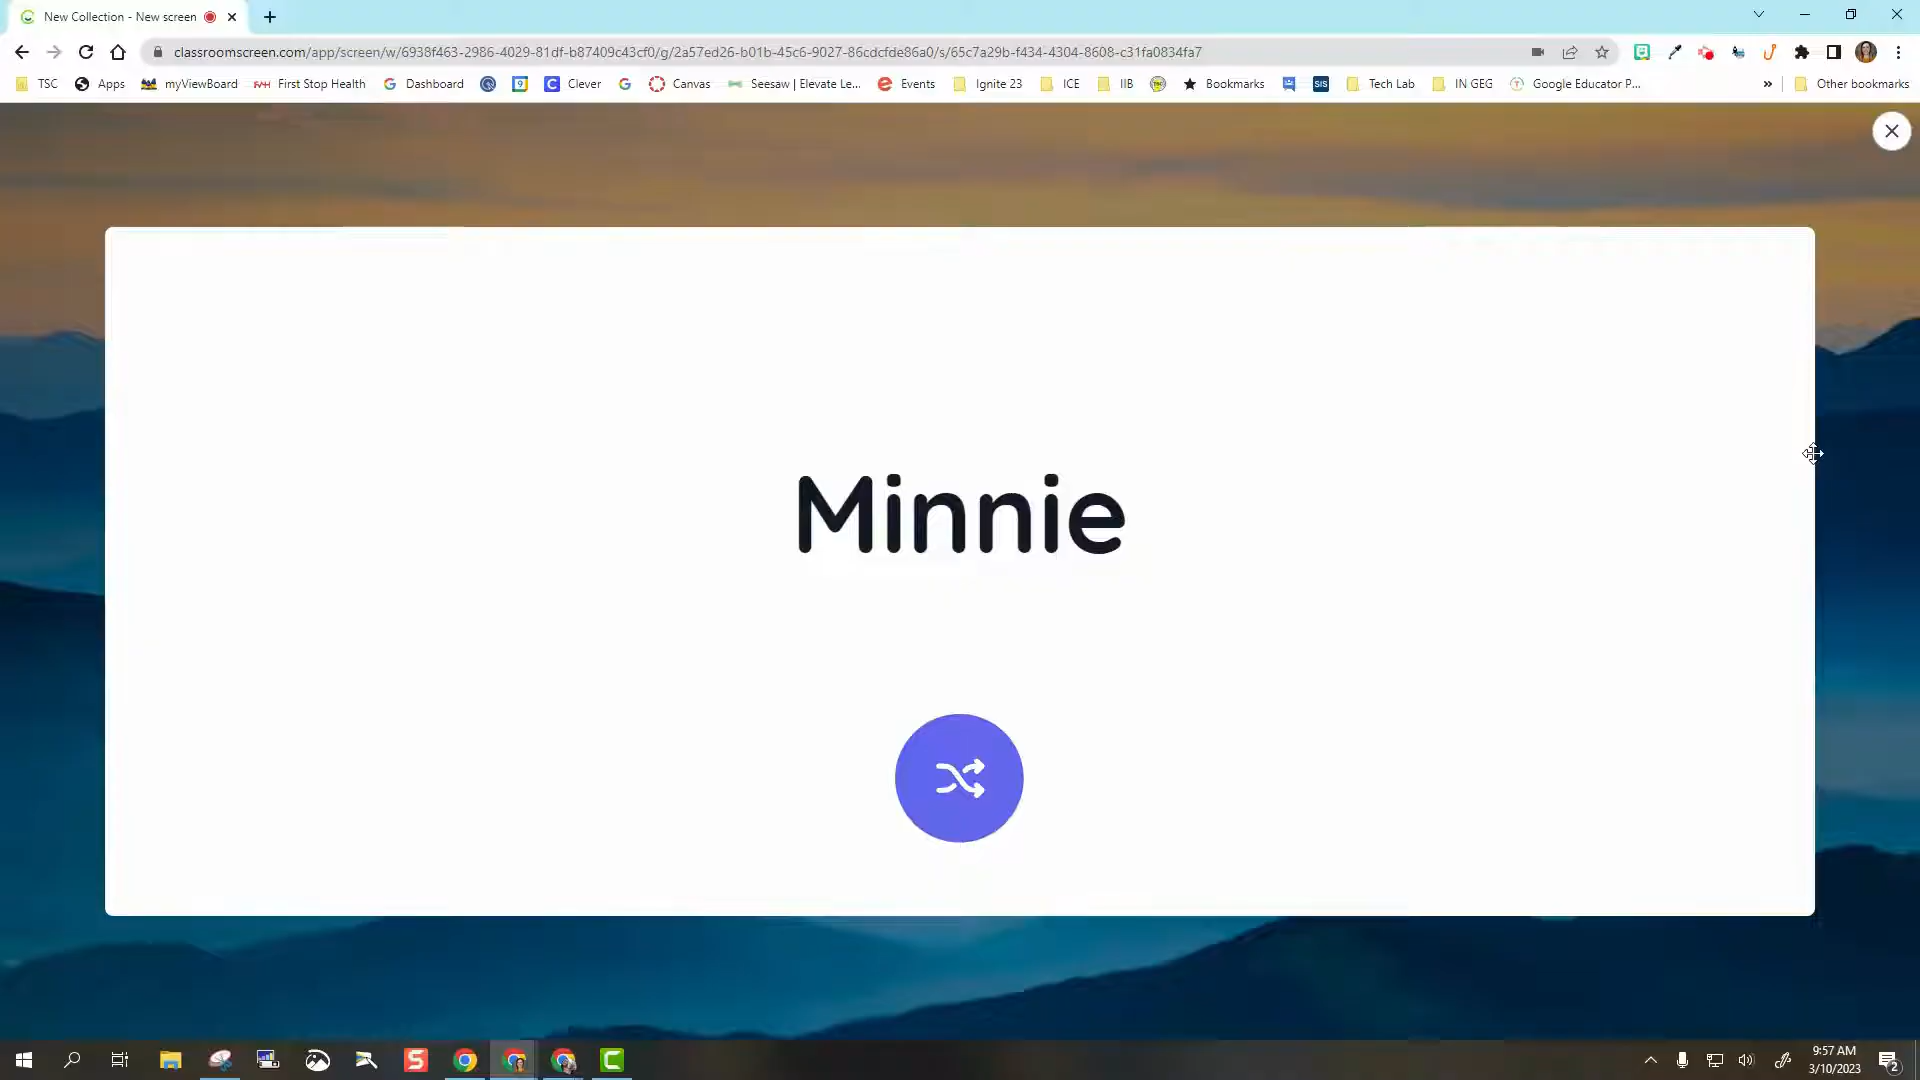 New Collection - New screen
classroomscreen.com/app/screen/w/6938f463-2986-4029-81df-b87409c43cf0/g/2a57ed26-b01b-45c6-9027-86cdcfde86a0/s/65c7a29b-f434-4304-8608-c31fa0834fa7
TSC Apps myViewBoard First Stop Health Dashboard Clever Canvas Seesaw | Elevate Le... Events Ignite 23 ICE IIB Bookmarks SIS Tech Lab IN GEG Google Educator P... » Other bookmarks
Minnie
9:57 AM
3/10/2023
2